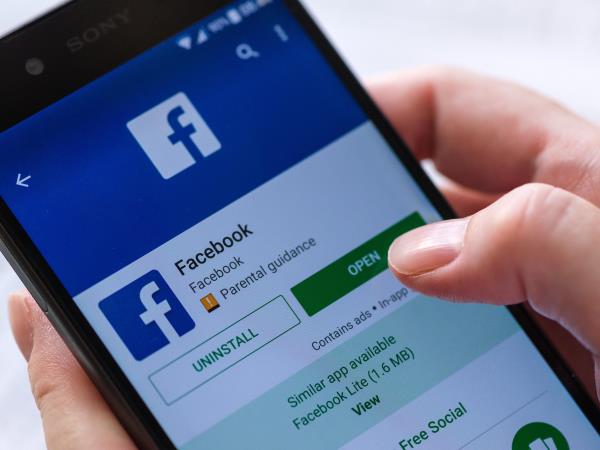 SONY
Facebook
Facebook
Parental guidance
UNINSTALL
OPEN
Contains ads • In-app
Similar app available
Facebook Lite (1.6 MB)
View
Free Social